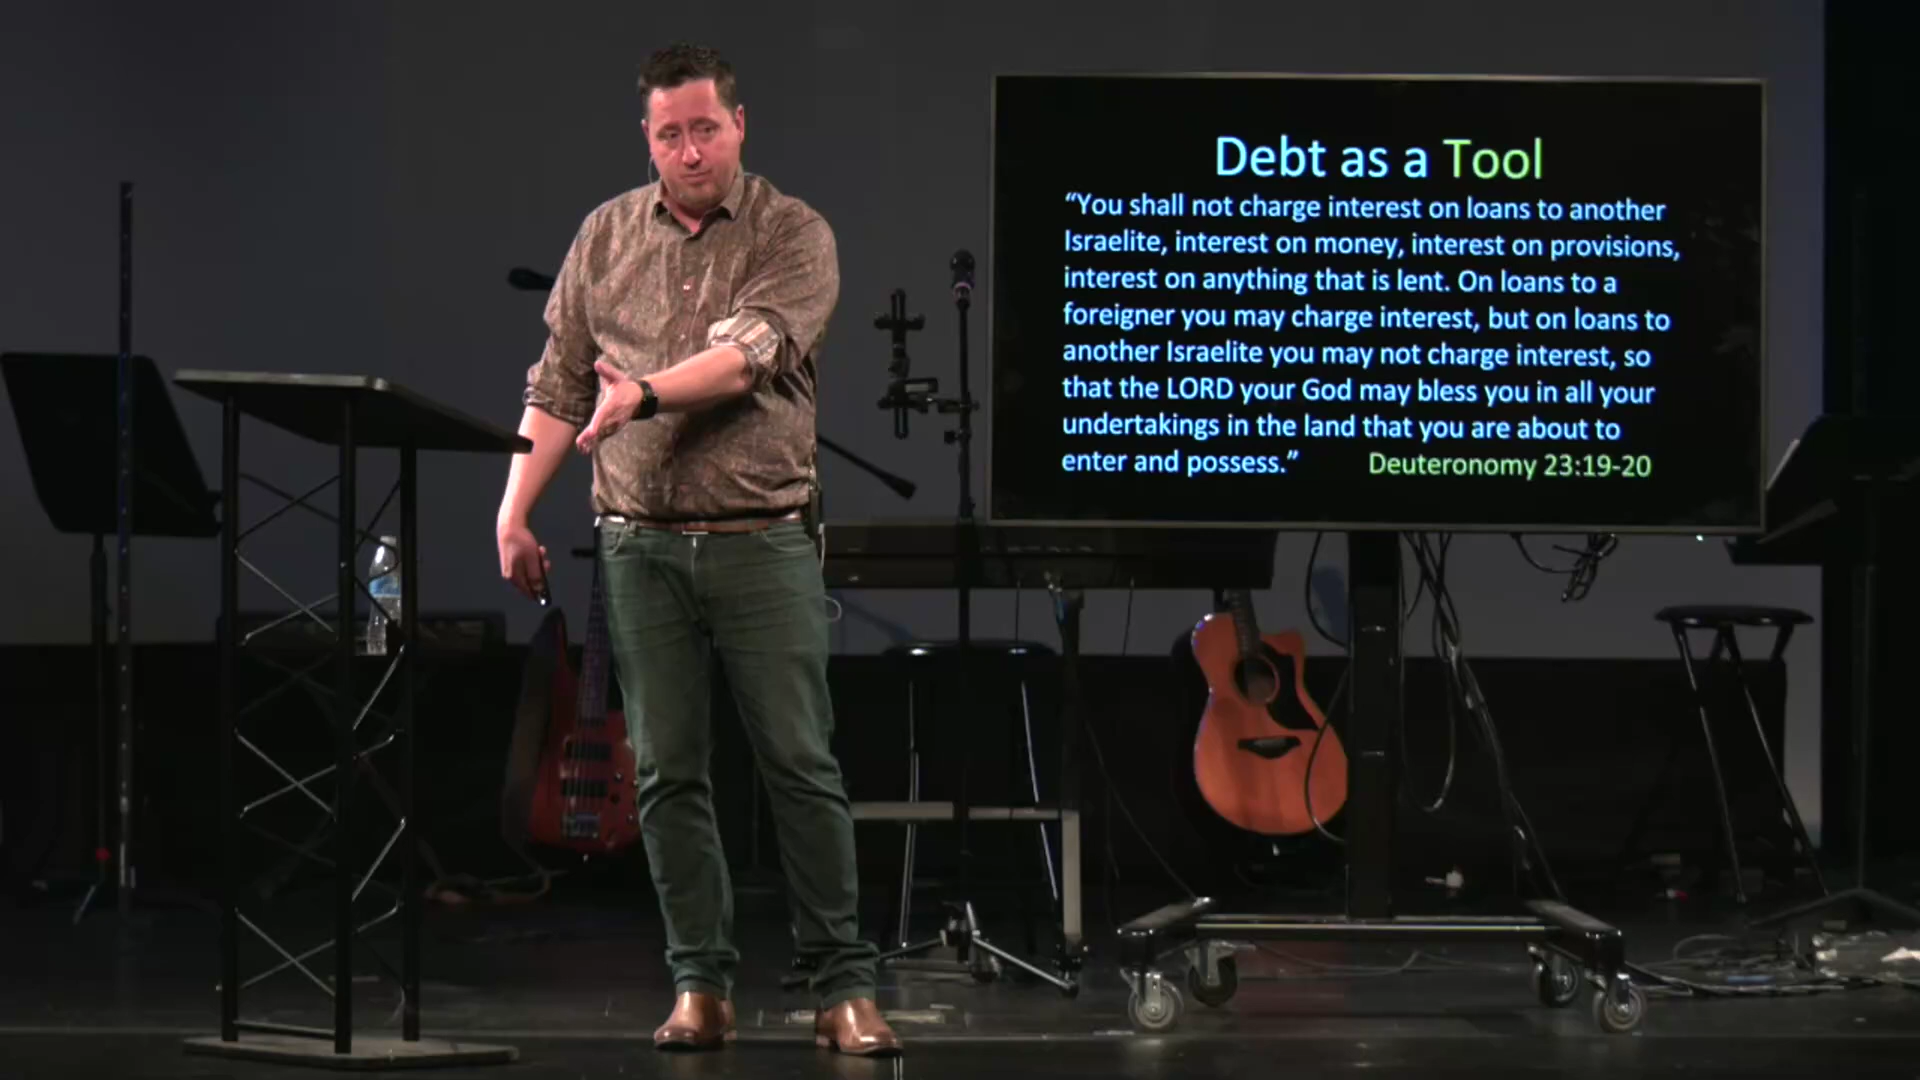 Debt as a Tool
“You shall not charge interest on loans to another
Israelite, interest on money, interest on provisions,
interest on anything that is lent. On loans to a
foreigner you may charge interest, but on loans to
another Israelite you may not charge interest, so
that the LORD your God may bless you in all your
undertakings in the land that you are about to
enter and possess.” Deuteronomy 23:19-20